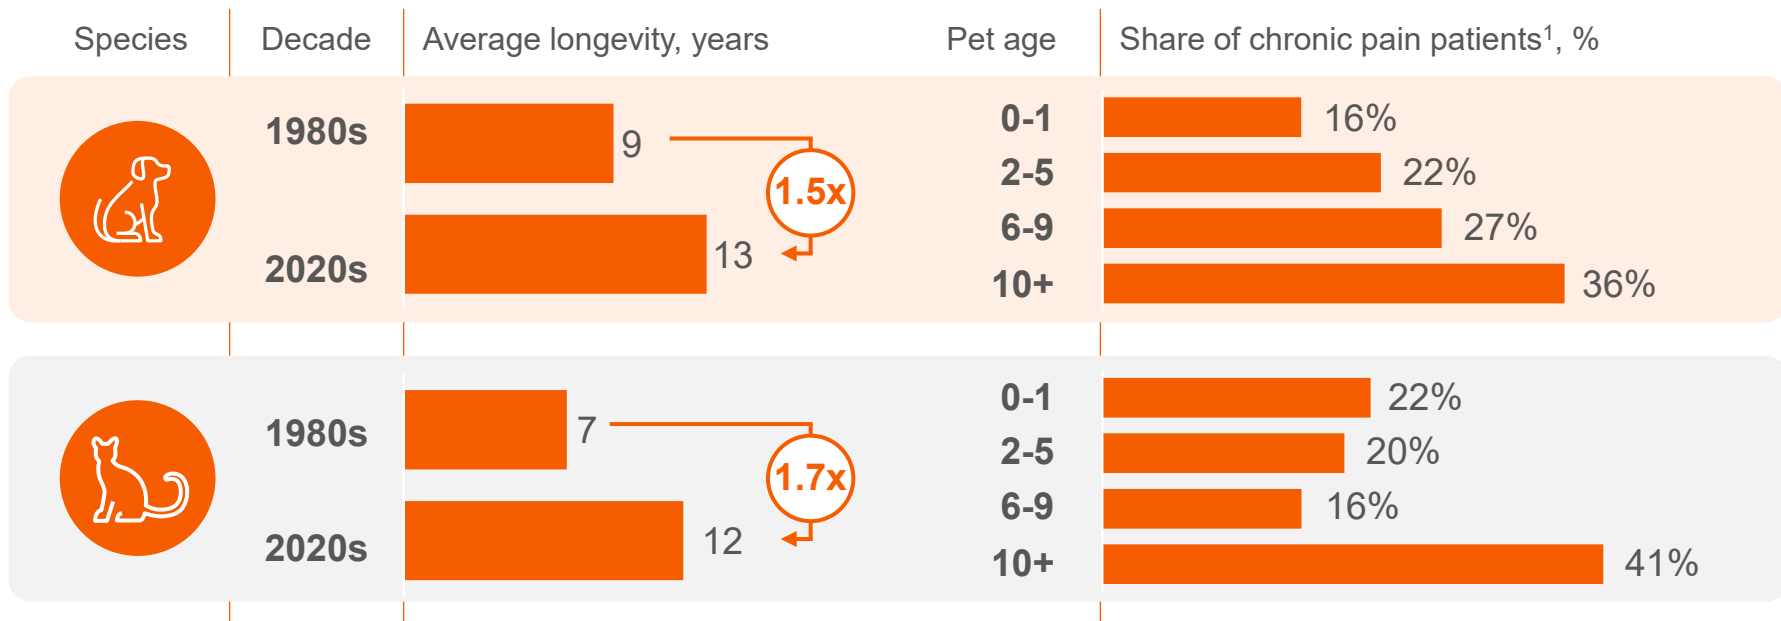 Species Decade Average longevity, years Pet age Share of chronic pain patients¹, %
1980s 9
2020s 13
1.5x
0-1 16%
2-5 22%
6-9 27%
10+ 36%
1980s 7
2020s 12
1.7x
0-1 22%
2-5 20%
6-9 16%
10+ 41%